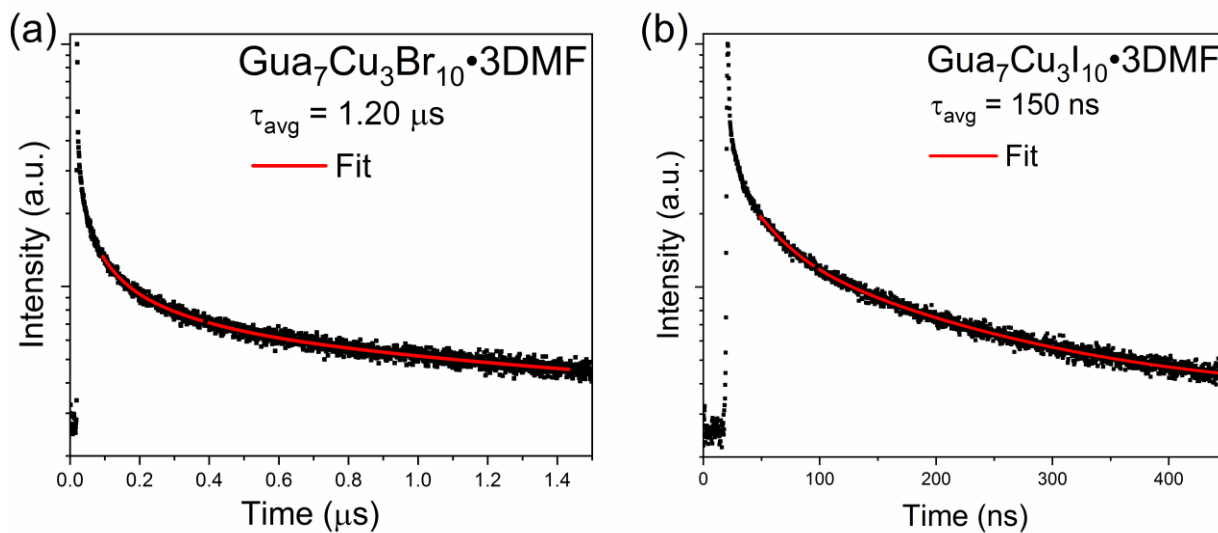 (a)
Gua₇Cu₃Br₁₀•3DMF
τavg = 1.20 μs
Fit
Intensity (a.u.)
0.0 0.2 0.4 0.6 0.8 1.0 1.2 1.4
Time (μs)
(b)
Gua₇Cu₃I₁₀•3DMF
τavg = 150 ns
Fit
Intensity (a.u.)
0 100 200 300 400
Time (ns)